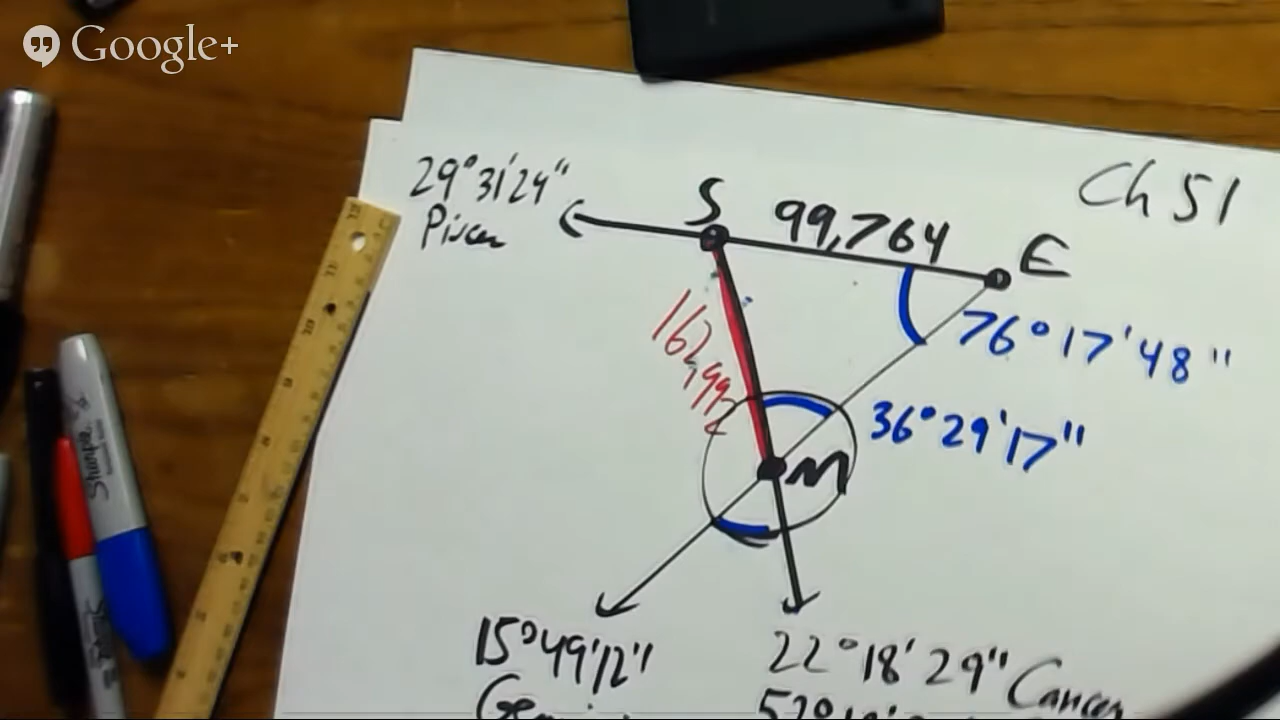 Google+
Ch 51
29°31'24"
Pisces
S
99,764
E
76°17'48"
162,99
36°29'17"
M
15°49'12"
22°18'29"
Cancer
Sharpie